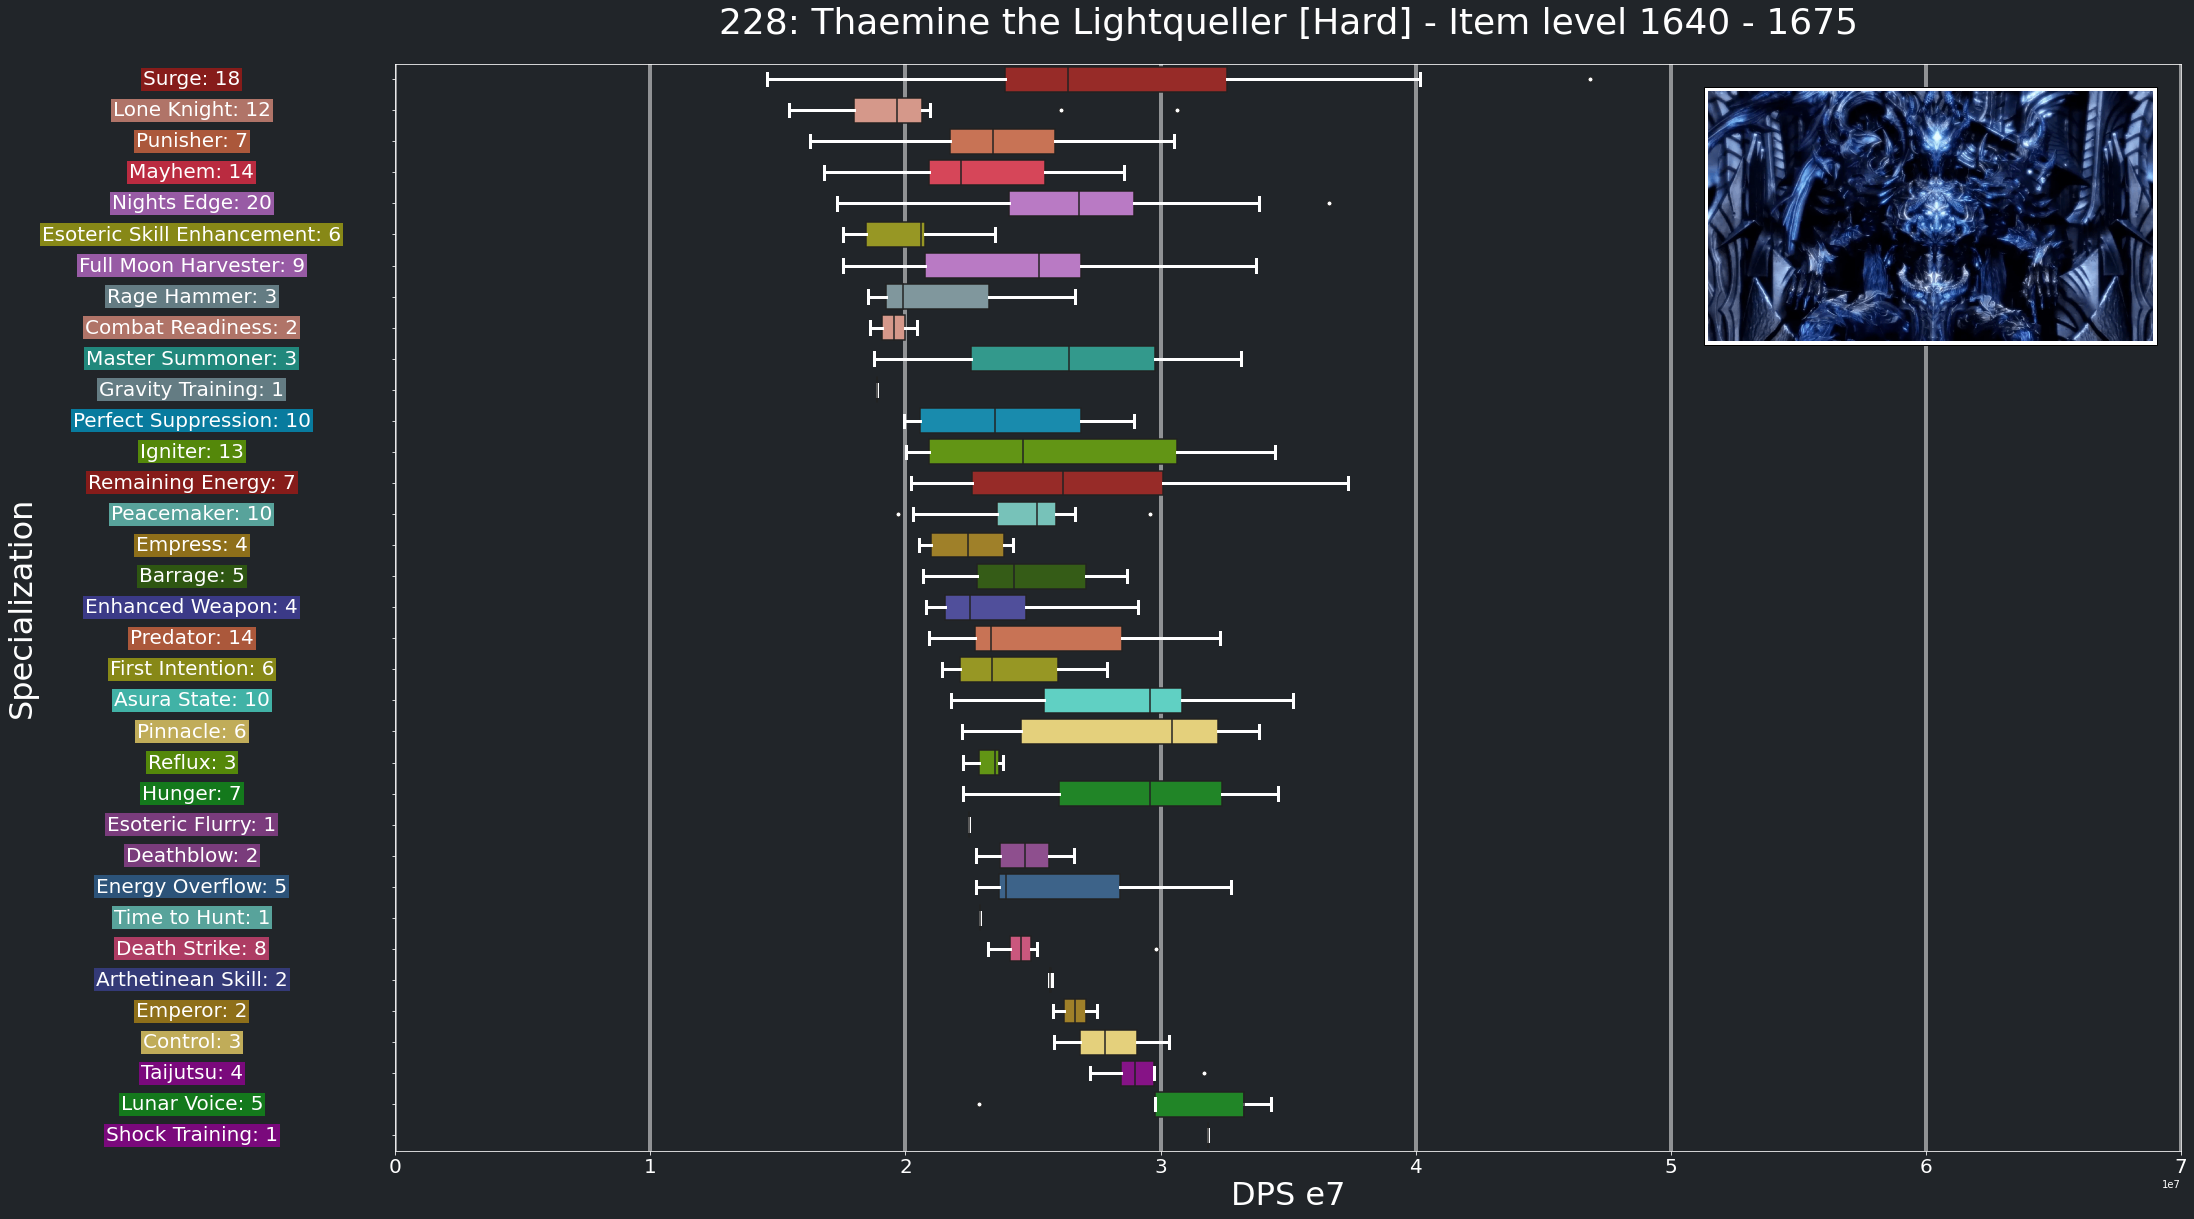 228: Thaemine the Lightqueller [Hard] - Item level 1640 - 1675
Surge: 18
Lone Knight: 12
Punisher: 7
Mayhem: 14
Nights Edge: 20
Esoteric Skill Enhancement: 6
Full Moon Harvester: 9
Rage Hammer: 3
Combat Readiness: 2
Master Summoner: 3
Gravity Training: 1
Perfect Suppression: 10
Igniter: 13
Remaining Energy: 7
Peacemaker: 10
Empress: 4
Barrage: 5
Enhanced Weapon: 4
Predator: 14
First Intention: 6
Asura State: 10
Pinnacle: 6
Reflux: 3
Hunger: 7
Esoteric Flurry: 1
Deathblow: 2
Energy Overflow: 5
Time to Hunt: 1
Death Strike: 8
Arthetinean Skill: 2
Emperor: 2
Control: 3
Taijutsu: 4
Lunar Voice: 5
Shock Training: 1
Specialization
0 1 2 3 4 5 6 7
1e7
DPS e7